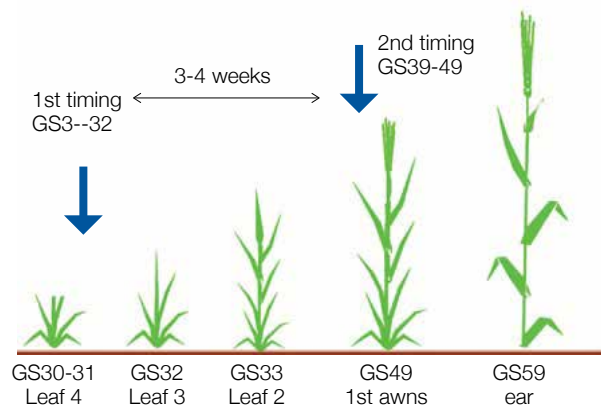 1st timing
GS3--32
3-4 weeks
2nd timing
GS39-49
GS30-31
Leaf 4
GS32
Leaf 3
GS33
Leaf 2
GS49
1st awns
GS59
ear